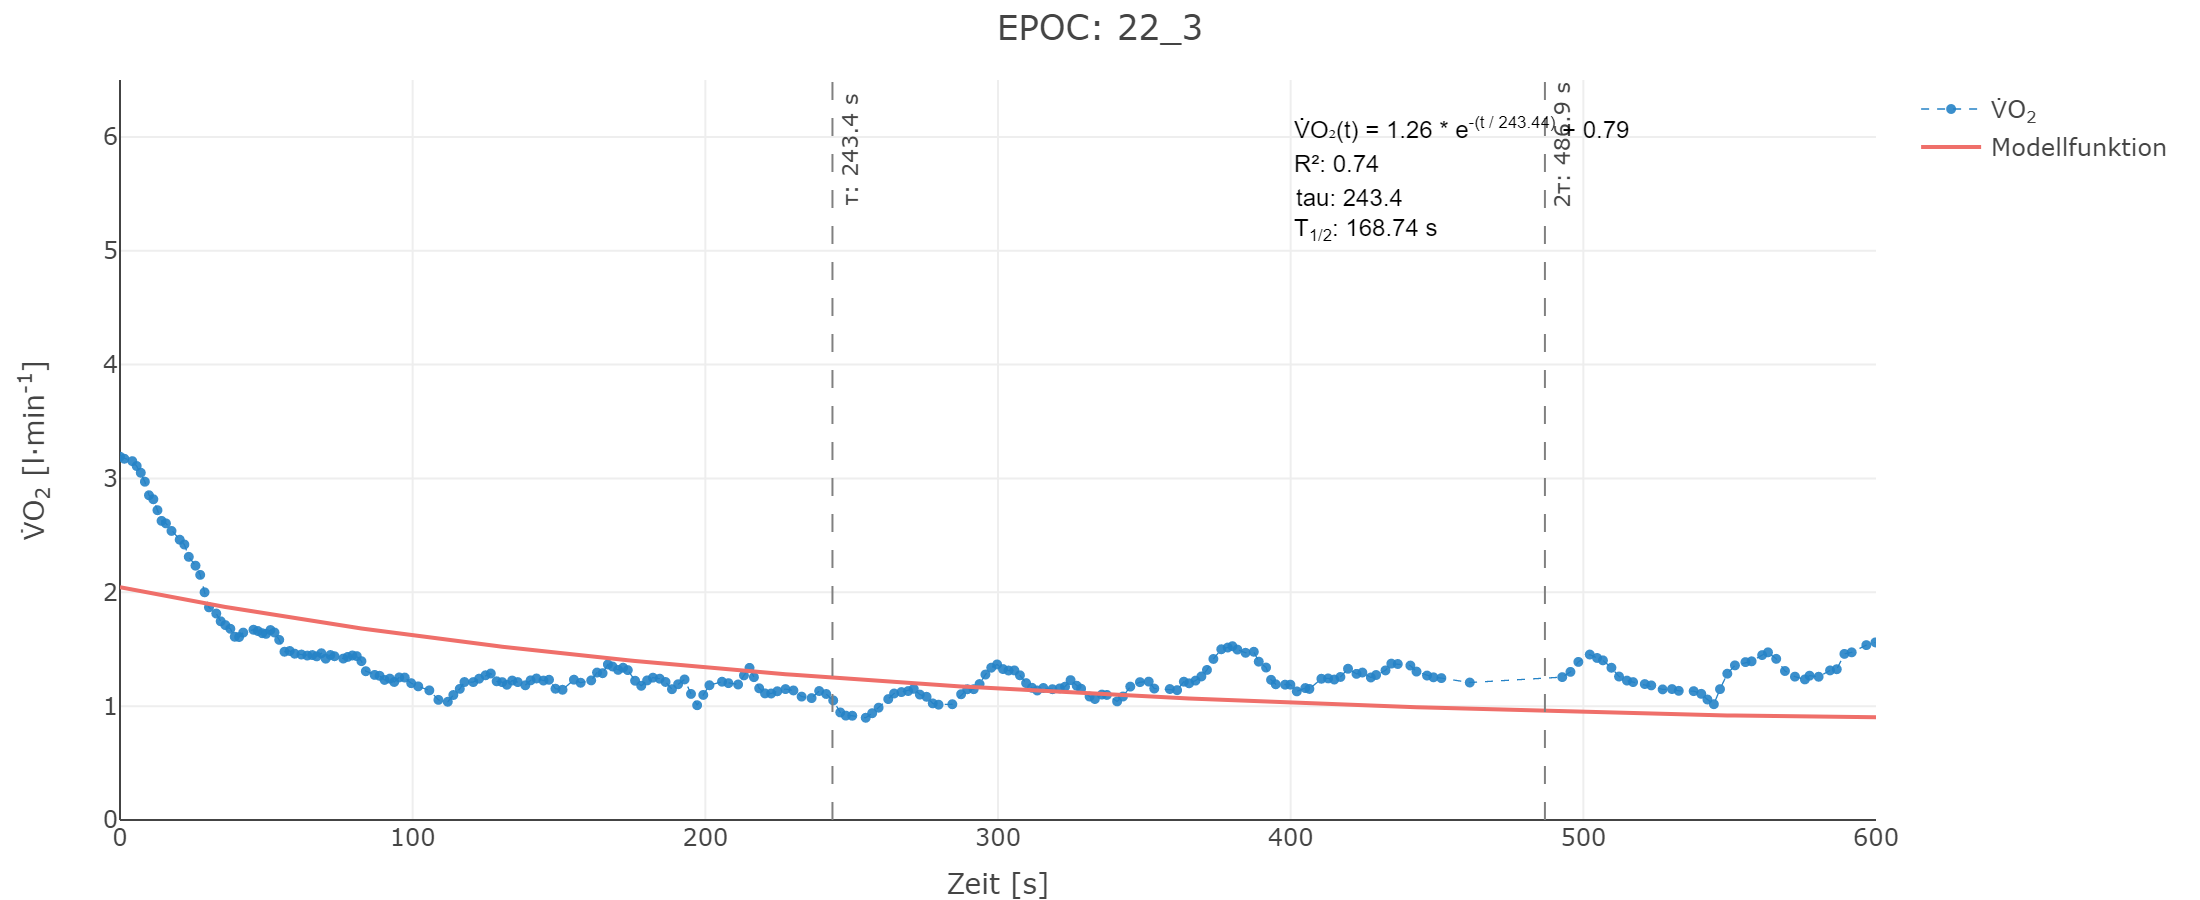 EPOC: 22_3
V̇O₂
Modellfunktion
V̇O₂(t) = 1.26 * e-(t / 243.44) + 0.79
R²: 0.74
tau: 243.4
T1/2: 168.74 s
τ: 243.4 s
2τ: 486.9 s
V̇O₂ [l·min-1]
6
5
4
3
2
1
0
0 100 200 300 400 500 600
Zeit [s]